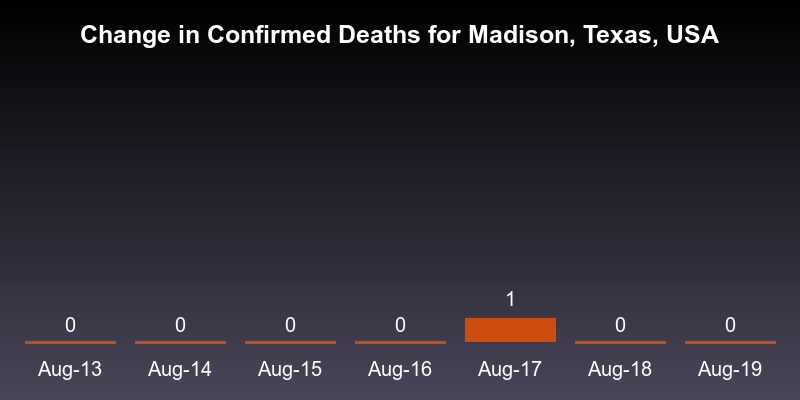 Change in Confirmed Deaths for Madison, Texas, USA
0 0 0 0 1 0 0
Aug-13 Aug-14 Aug-15 Aug-16 Aug-17 Aug-18 Aug-19